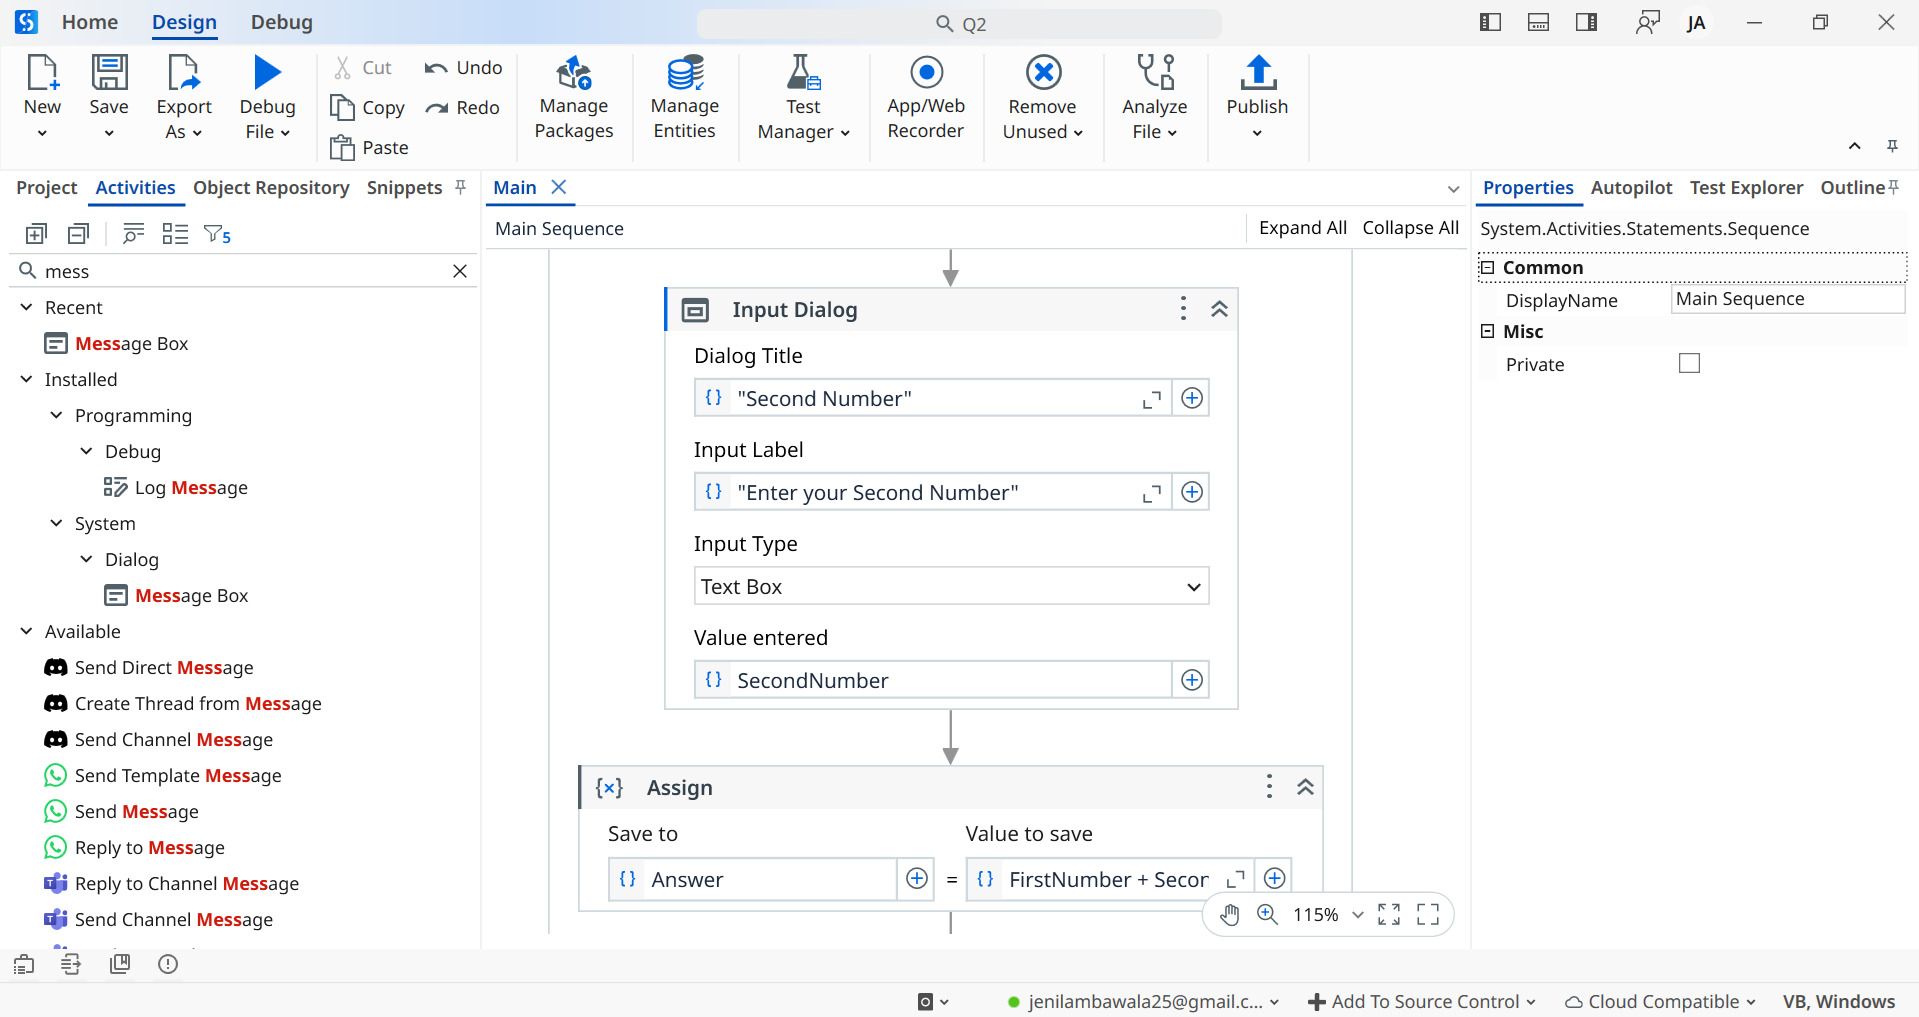 Home Design Debug
Q2
JA
New
Save
Export As
Debug File
Cut
Copy
Paste
Undo
Redo
Manage Packages
Manage Entities
Test Manager
App/Web Recorder
Remove Unused
Analyze File
Publish
Project Activities Object Repository Snippets
5
mess
Recent
Message Box
Installed
Programming
Debug
Log Message
System
Dialog
Message Box
Available
Send Direct Message
Create Thread from Message
Send Channel Message
Send Template Message
Send Message
Reply to Message
Reply to Channel Message
Send Channel Message
Main
Main Sequence
Expand All Collapse All
Input Dialog
Dialog Title
{} "Second Number"
Input Label
{} "Enter your Second Number"
Input Type
Text Box
Value entered
{} SecondNumber
{x} Assign
Save to Value to save
{} Answer = {} FirstNumber + Secon
115%
Properties Autopilot Test Explorer Outline
System.Activities.Statements.Sequence
Common
DisplayName Main Sequence
Misc
Private
jenilambawala25@gmail.c... Add To Source Control Cloud Compatible VB, Windows